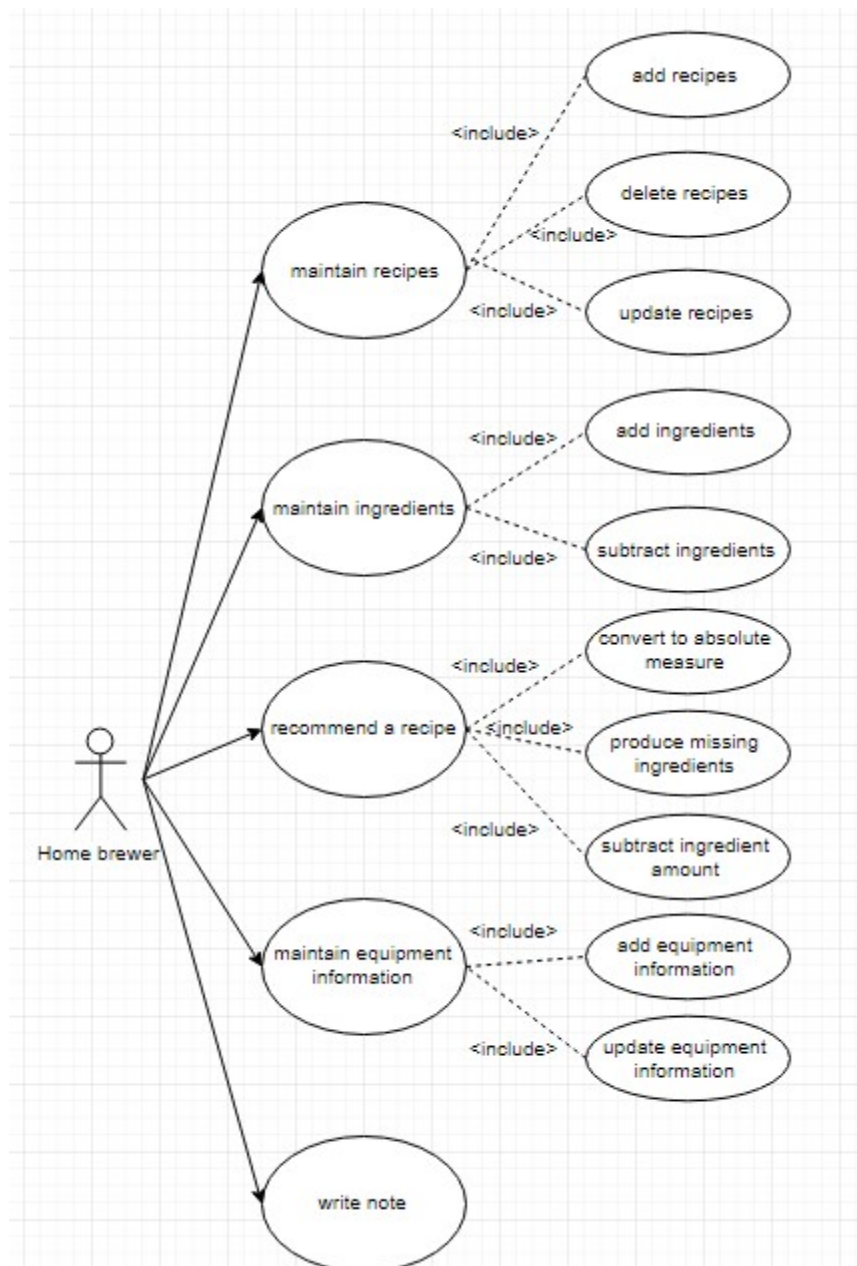 add recipes
<include>
delete recipes
<include>
maintain recipes
<include>
update recipes
add ingredients
<include>
maintain ingredients
subtract ingredients
<include>
convert to absolute
measure
<include>
recommend a recipe
<include>
produce missing
ingredients
<include>
subtract ingredient
amount
Home brewer
<include>
add equipment
information
maintain equipment
information
<include>
update equipment
information
write note